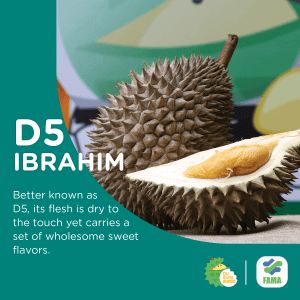 D5
IBRAHIM
Better known as
D5, its flesh is dry to
the touch yet carries a
set of wholesome sweet
flavors.
FAMA